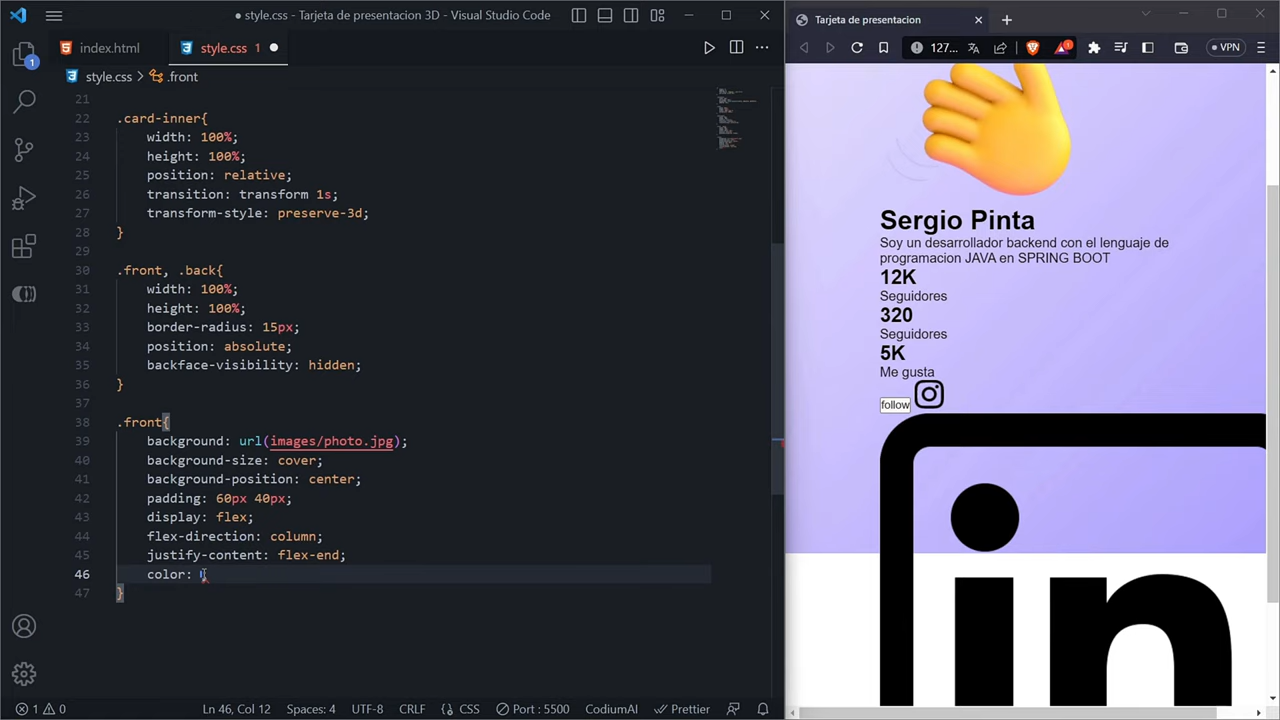 style.css - Tarjeta de presentacion 3D - Visual Studio Code
index.html
style.css 1
style.css > .front
21
22 .card-inner{
23 width: 100%;
24 height: 100%;
25 position: relative;
26 transition: transform 1s;
27 transform-style: preserve-3d;
28 }
29
30 .front, .back{
31 width: 100%;
32 height: 100%;
33 border-radius: 15px;
34 position: absolute;
35 backface-visibility: hidden;
36 }
37
38 .front{
39 background: url(images/photo.jpg);
40 background-size: cover;
41 background-position: center;
42 padding: 60px 40px;
43 display: flex;
44 flex-direction: column;
45 justify-content: flex-end;
46 color:
47 }
1
1 0
Ln 46, Col 12
Spaces: 4
UTF-8
CRLF
{} CSS
Port : 5500
CodiumAI
Prettier
Tarjeta de presentacion
127...
1
VPN
Sergio Pinta
Soy un desarrollador backend con el lenguaje de
programacion JAVA en SPRING BOOT
12K
Seguidores
320
Seguidores
5K
Me gusta
follow
in